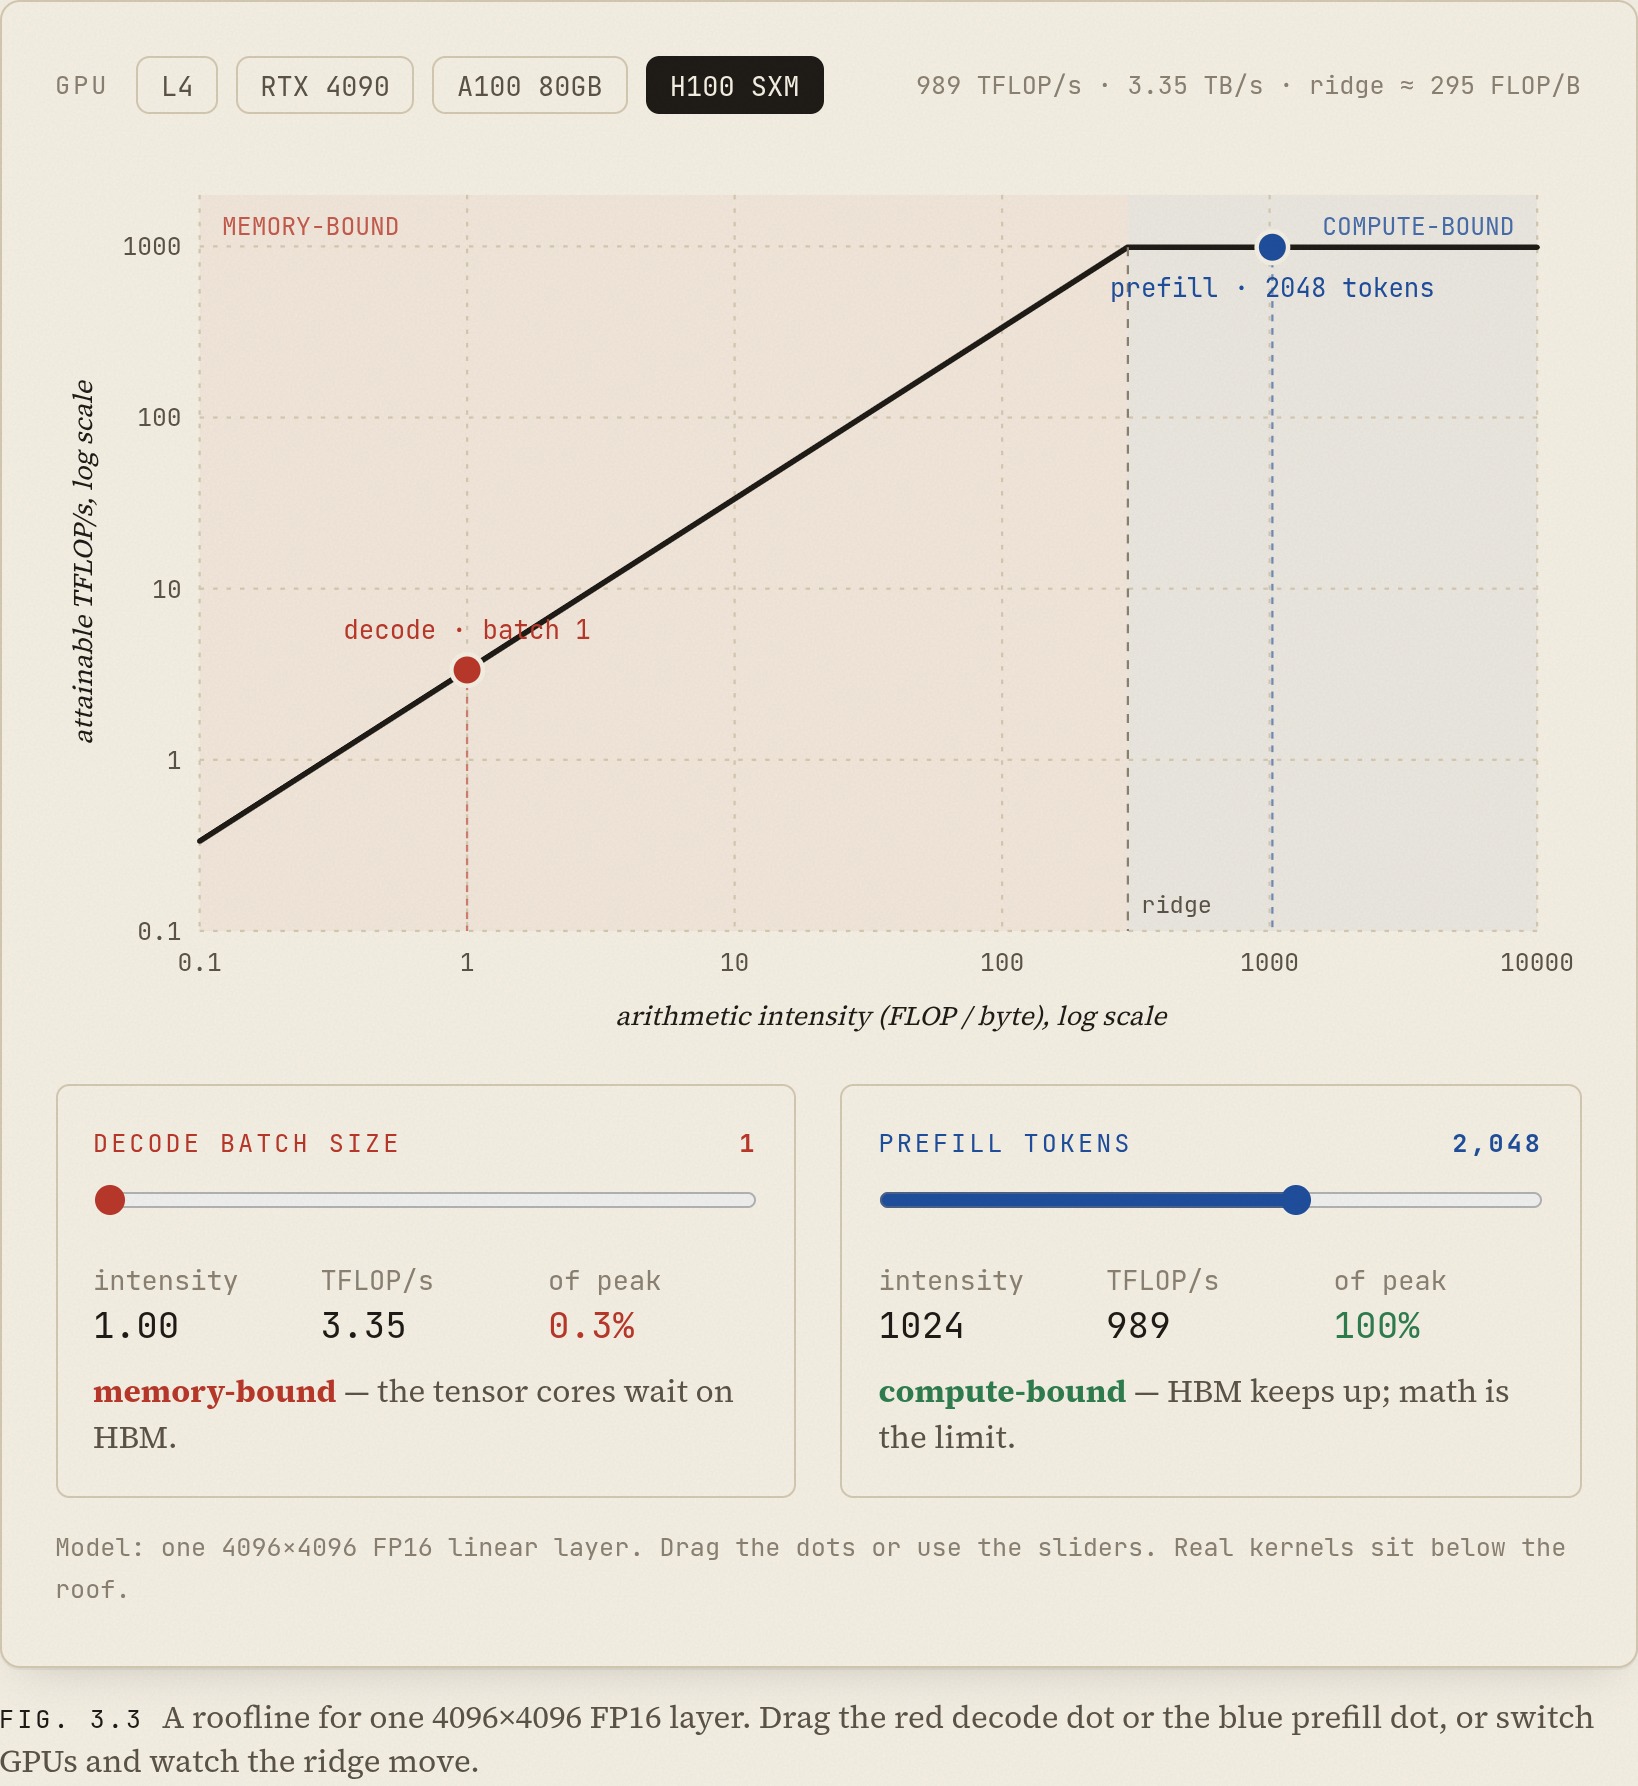 GPU L4 RTX 4090 A100 80GB H100 SXM 989 TFLOP/s · 3.35 TB/s · ridge ≈ 295 FLOP/B
MEMORY-BOUND COMPUTE-BOUND
1000
prefill · 2048 tokens
attainable TFLOP/s, log scale
100
10
decode · batch 1
1
ridge
0.1
0.1 1 10 100 1000 10000
arithmetic intensity (FLOP / byte), log scale
DECODE BATCH SIZE 1
intensity TFLOP/s of peak
1.00 3.35 0.3%
memory-bound — the tensor cores wait on
HBM.
PREFILL TOKENS 2,048
intensity TFLOP/s of peak
1024 989 100%
compute-bound — HBM keeps up; math is
the limit.
Model: one 4096×4096 FP16 linear layer. Drag the dots or use the sliders. Real kernels sit below the
roof.
FIG. 3.3 A roofline for one 4096×4096 FP16 layer. Drag the red decode dot or the blue prefill dot, or switch
GPUs and watch the ridge move.